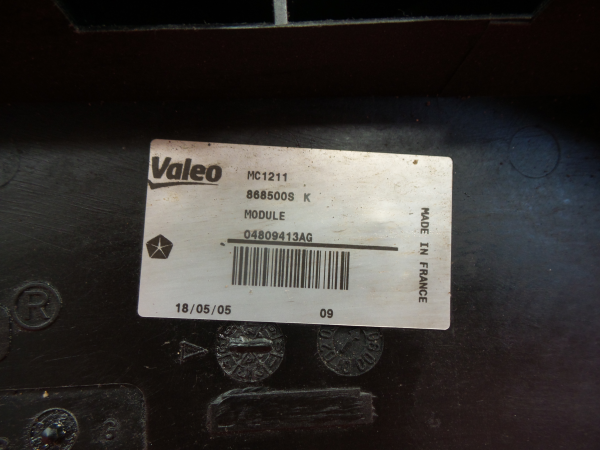 Valeo
MC1211
868500S K
MODULE
04809413AG
MADE IN FRANCE
18/05/05
09
R